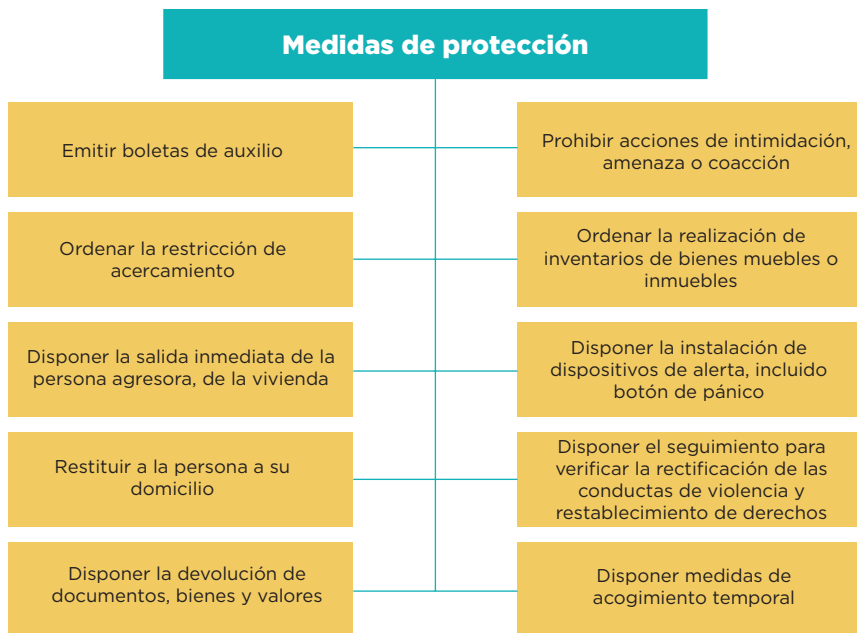 Medidas de protección
Emitir boletas de auxilio
Prohibir acciones de intimidación,
amenaza o coacción
Ordenar la restricción de
acercamiento
Ordenar la realización de
inventarios de bienes muebles o
inmuebles
Disponer la salida inmediata de la
persona agresora, de la vivienda
Disponer la instalación de
dispositivos de alerta, incluido
botón de pánico
Restituir a la persona a su
domicilio
Disponer el seguimiento para
verificar la rectificación de las
conductas de violencia y
restablecimiento de derechos
Disponer la devolución de
documentos, bienes y valores
Disponer medidas de
acogimiento temporal